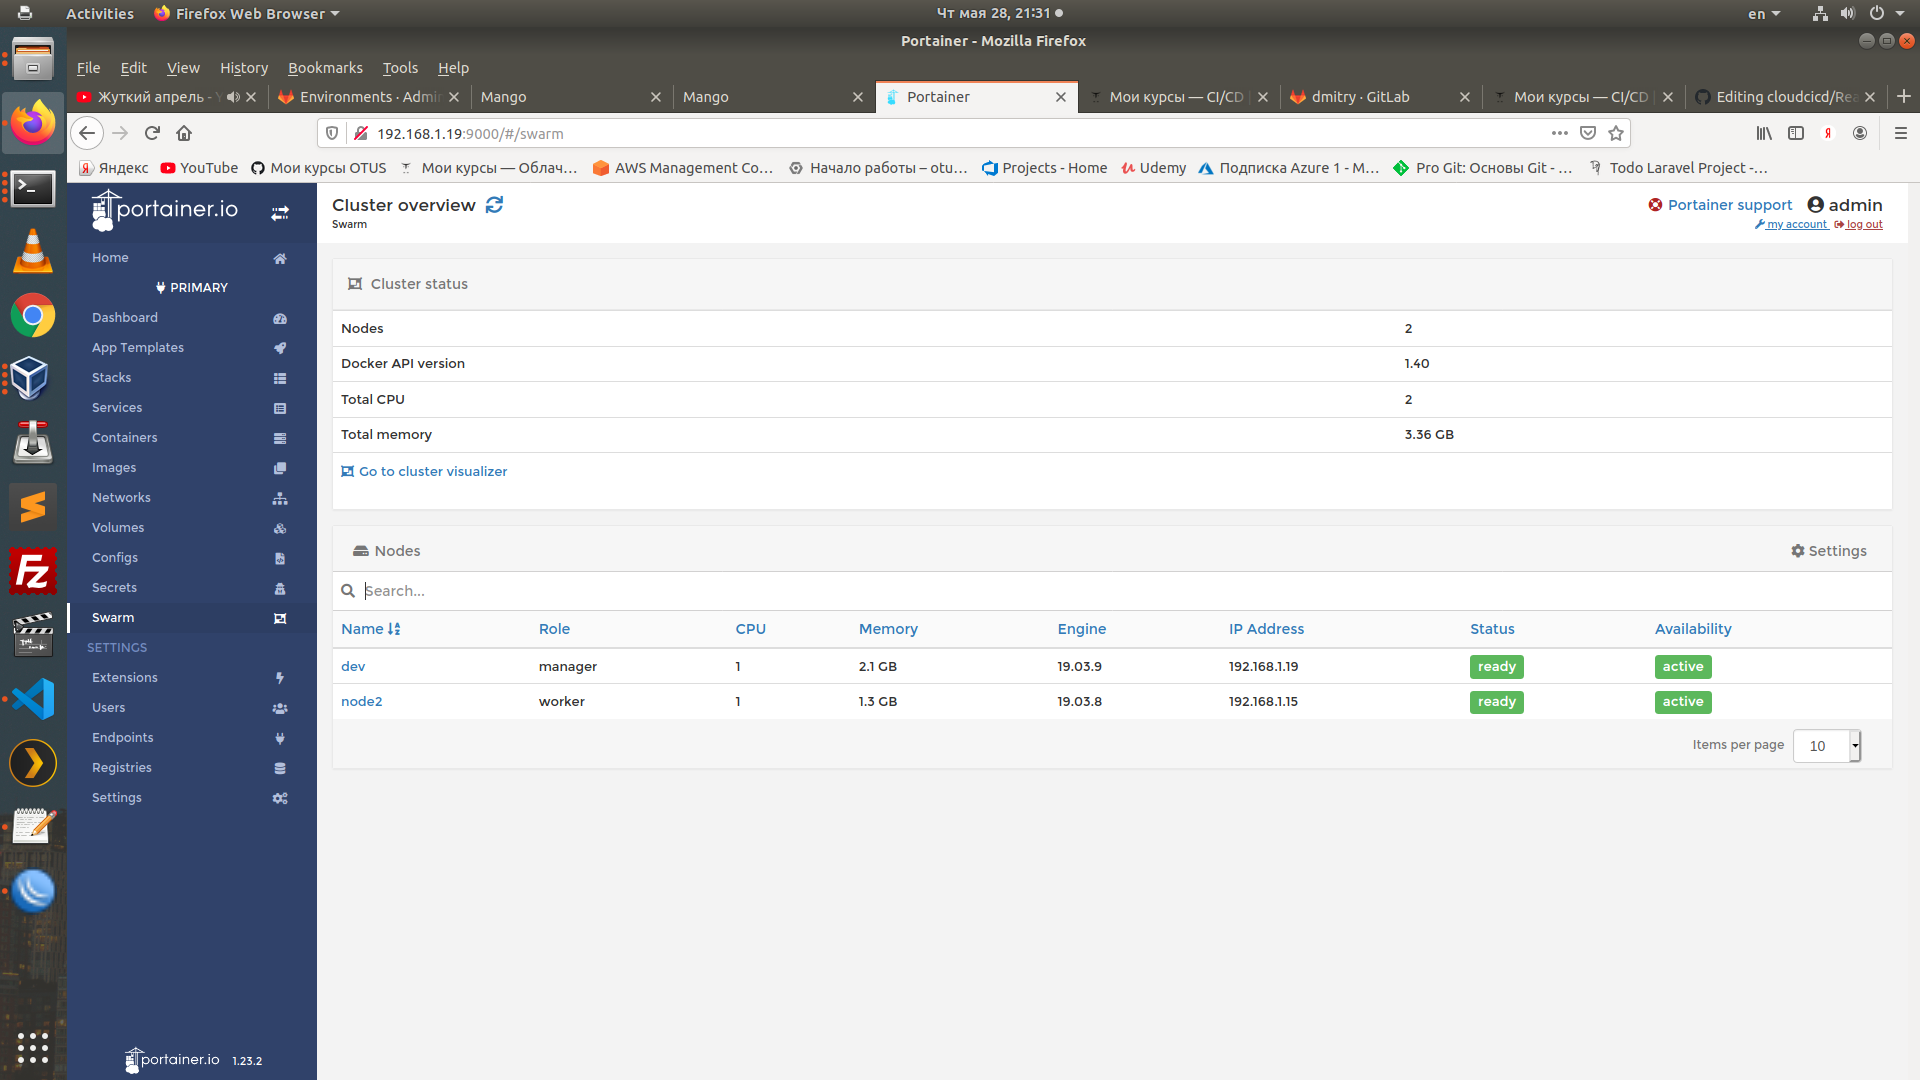 Activities Firefox Web Browser Чт мая 28, 21:31 en
Portainer - Mozilla Firefox
File Edit View History Bookmarks Tools Help
Жуткий апрель - Environments · Admin Mango Mango Portainer Мои курсы — CI/CD dmitry · GitLab Мои курсы — CI/CD Editing cloudcicd/Rea
192.168.1.19:9000/#/swarm
Яндекс YouTube Мои курсы OTUS Мои курсы — Облач… AWS Management Co… Начало работы – otu… Projects - Home Udemy Подписка Azure 1 - М… Pro Git: Основы Git - … Todo Laravel Project -…
portainer.io
Cluster overview
Swarm
Portainer support admin
my account log out
Home
PRIMARY
Dashboard
App Templates
Stacks
Services
Containers
Images
Networks
Volumes
Configs
Secrets
Swarm
SETTINGS
Extensions
Users
Endpoints
Registries
Settings
portainer.io 1.23.2
Cluster status
Nodes 2
Docker API version 1.40
Total CPU 2
Total memory 3.36 GB
Go to cluster visualizer
Nodes Settings
Search...
Name Role CPU Memory Engine IP Address Status Availability
dev manager 1 2.1 GB 19.03.9 192.168.1.19 ready active
node2 worker 1 1.3 GB 19.03.8 192.168.1.15 ready active
Items per page 10